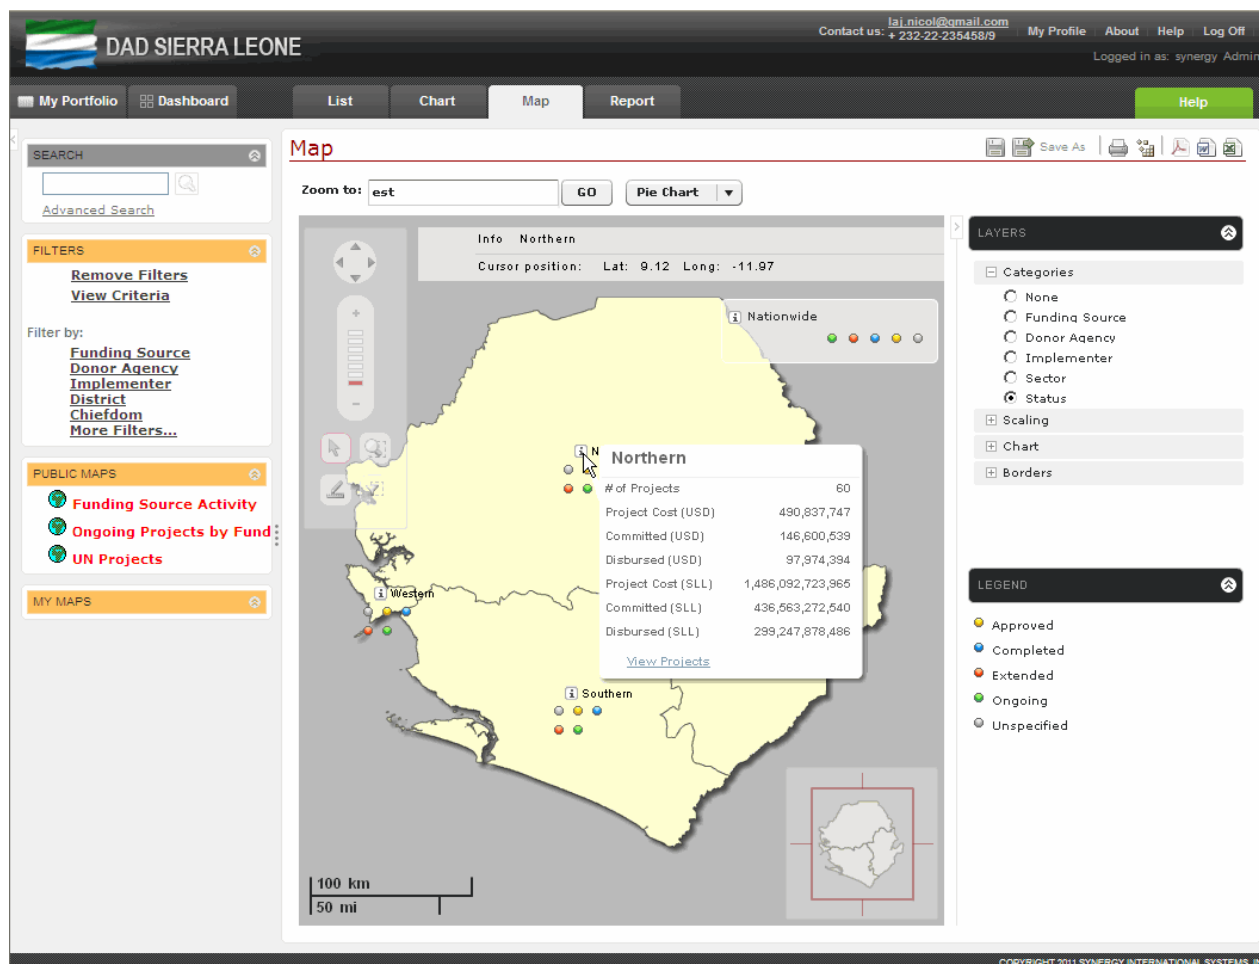 DAD SIERRA LEONE
Contact us: laj.nicol@gmail.com
+ 232-22-235458/9
My Profile
About
Help
Log Off
Logged in as: synergy Admin
My Portfolio
Dashboard
List
Chart
Map
Report
Help
SEARCH
Advanced Search
FILTERS
Remove Filters
View Criteria
Filter by:
Funding Source
Donor Agency
Implementer
District
Chiefdom
More Filters...
PUBLIC MAPS
Funding Source Activity
Ongoing Projects by Fund
UN Projects
MY MAPS
Map
Save As
Zoom to: est
GO
Pie Chart
Info Northern
Cursor position: Lat: 9.12 Long: -11.97
Nationwide
N
Northern
# of Projects 60
Project Cost (USD) 490,837,747
Committed (USD) 146,600,539
Disbursed (USD) 97,974,394
Project Cost (SLL) 1,486,092,723,965
Committed (SLL) 436,563,272,540
Disbursed (SLL) 299,247,878,486
View Projects
Western
Southern
100 km
50 mi
LAYERS
Categories
None
Funding Source
Donor Agency
Implementer
Sector
Status
Scaling
Chart
Borders
LEGEND
Approved
Completed
Extended
Ongoing
Unspecified
COPYRIGHT 2011 SYNERGY INTERNATIONAL SYSTEMS,